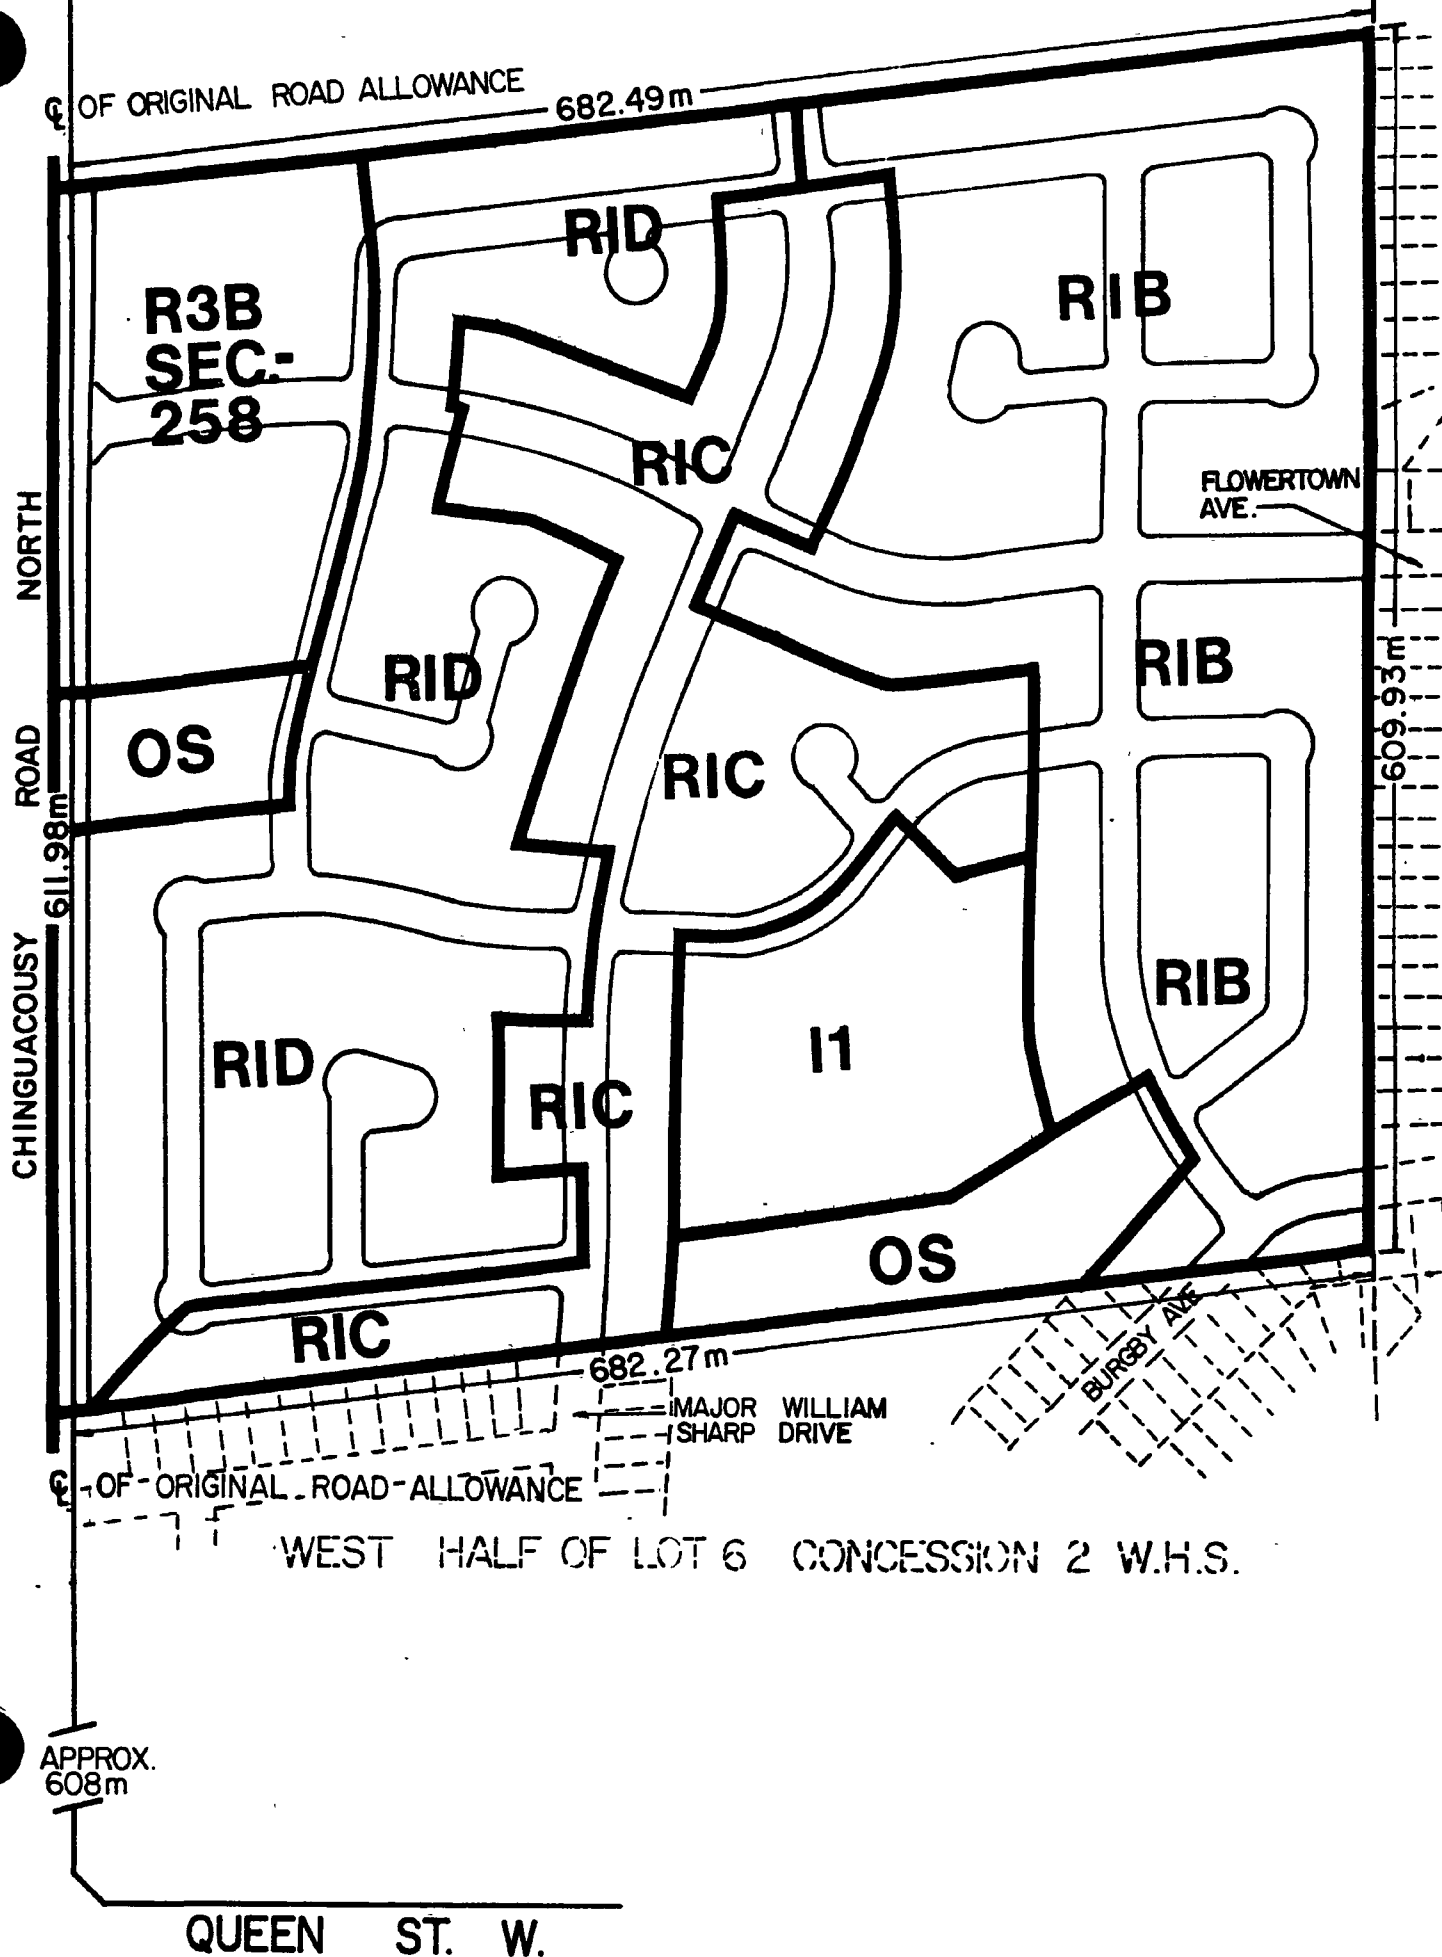 ℄ OF ORIGINAL ROAD ALLOWANCE
682.49m
RID
R3B
SEC.-
258
RIB
RIC
FLOWERTOWN
AVE.
CHINGUACOUSY ROAD NORTH
611.98m
609.93m
RID
RIB
OS
RIC
RIB
RID
I1
RIC
OS
RIC
682.27m
BURGBY AVE
MAJOR WILLIAM
SHARP DRIVE
℄ OF ORIGINAL ROAD ALLOWANCE
WEST HALF OF LOT 6 CONCESSION 2 W.H.S.
APPROX.
608m
QUEEN ST. W.